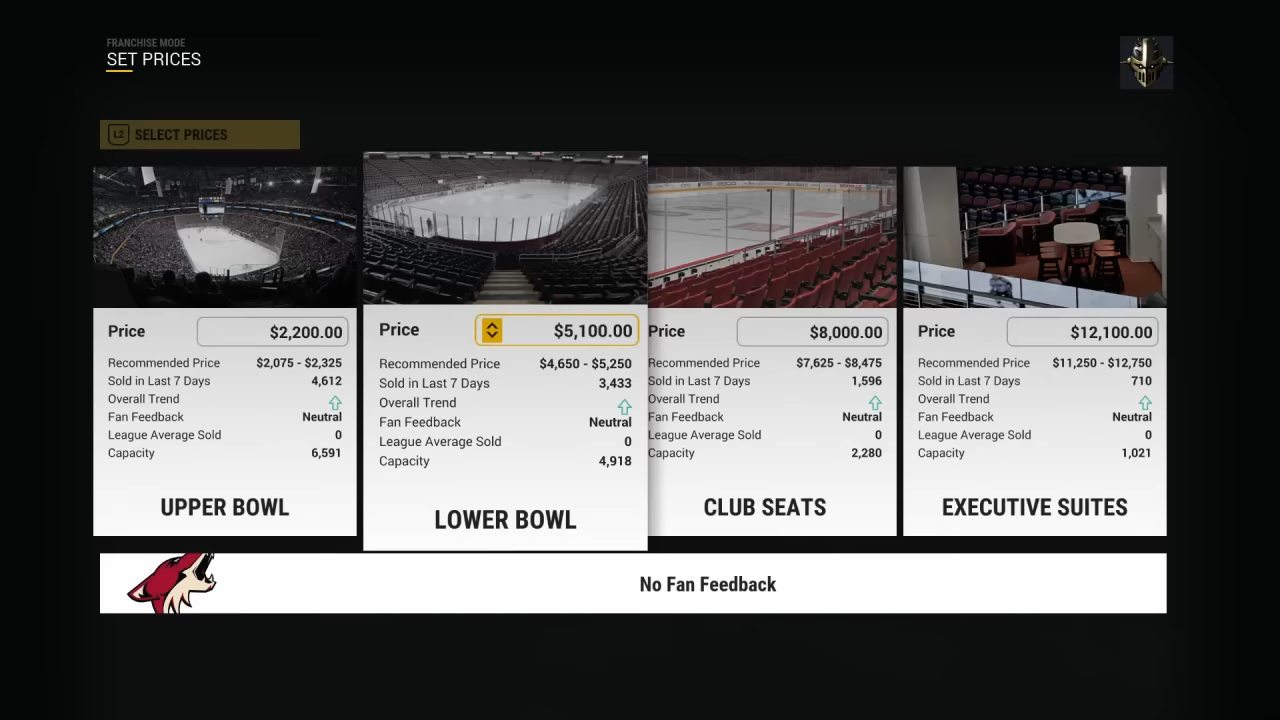 FRANCHISE MODE
SET PRICES
L2 SELECT PRICES
Price $2,200.00
Recommended Price $2,075 - $2,325
Sold in Last 7 Days 4,612
Overall Trend
Fan Feedback Neutral
League Average Sold 0
Capacity 6,591
UPPER BOWL
Price $5,100.00
Recommended Price $4,650 - $5,250
Sold in Last 7 Days 3,433
Overall Trend
Fan Feedback Neutral
League Average Sold 0
Capacity 4,918
LOWER BOWL
Price $8,000.00
Recommended Price $7,625 - $8,475
Sold in Last 7 Days 1,596
Overall Trend
Fan Feedback Neutral
League Average Sold 0
Capacity 2,280
CLUB SEATS
Price $12,100.00
Recommended Price $11,250 - $12,750
Sold in Last 7 Days 710
Overall Trend
Fan Feedback Neutral
League Average Sold 0
Capacity 1,021
EXECUTIVE SUITES
No Fan Feedback